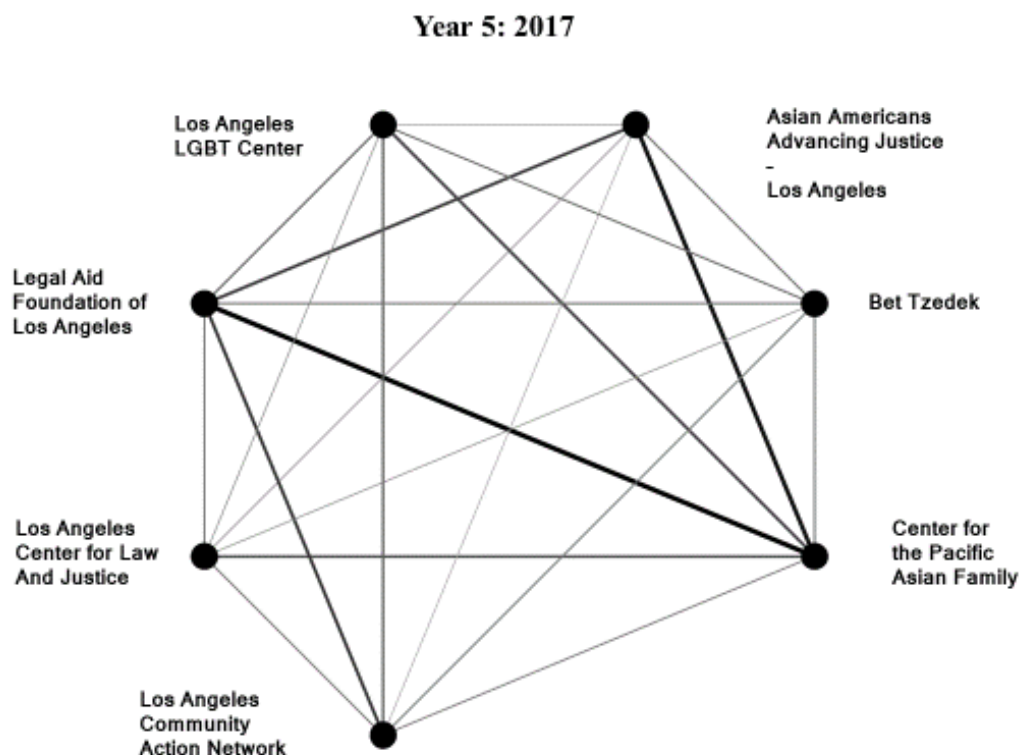 Year 5: 2017
Los Angeles
LGBT Center
Asian Americans
Advancing Justice
-
Los Angeles
Legal Aid
Foundation of
Los Angeles
Bet Tzedek
Los Angeles
Center for Law
And Justice
Center for
the Pacific
Asian Family
Los Angeles
Community
Action Network